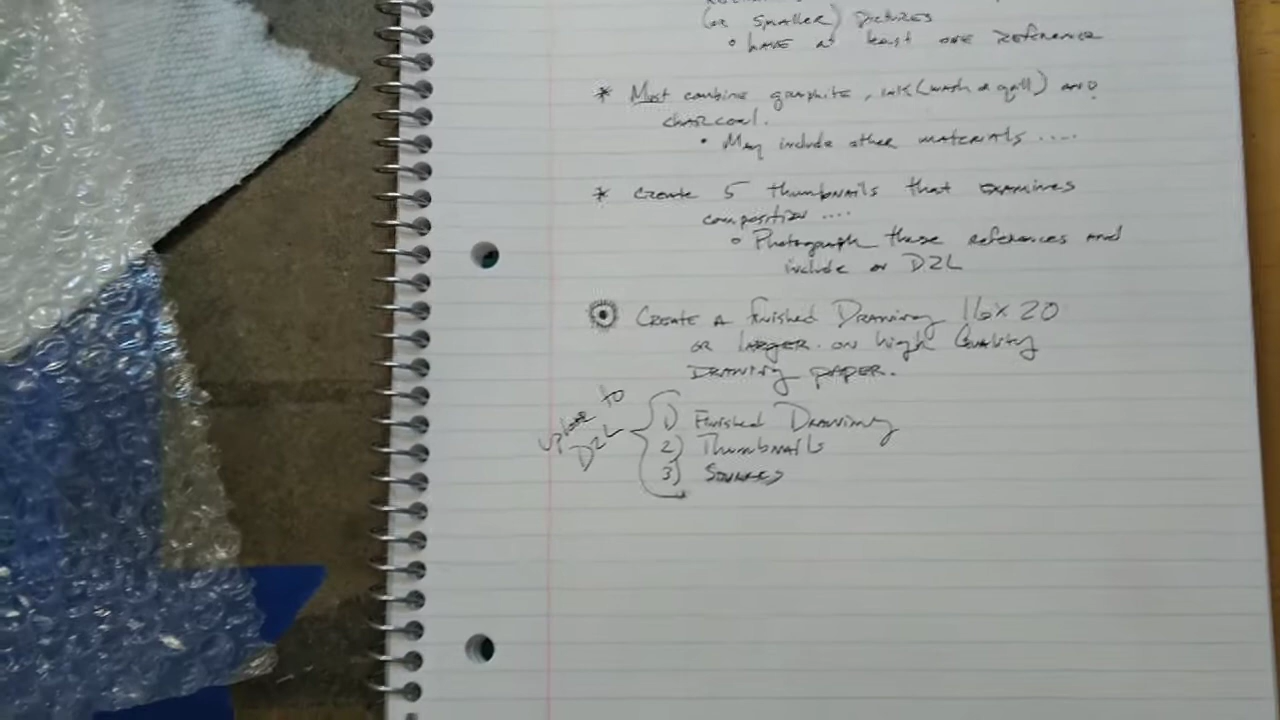 (or smaller) pictures
° have at least one reference
* Must combine graphite, ink (wash or quill) and
charcoal.
• May include other materials ....
* Create 5 thumbnails that examines
composition ....
° Photograph these references and
include on D2L
Create a finished Drawing 16x20
or larger on high Quality
Drawing paper.
upload to
D2L
1) Finished Drawing
2) Thumbnails
3) Sources